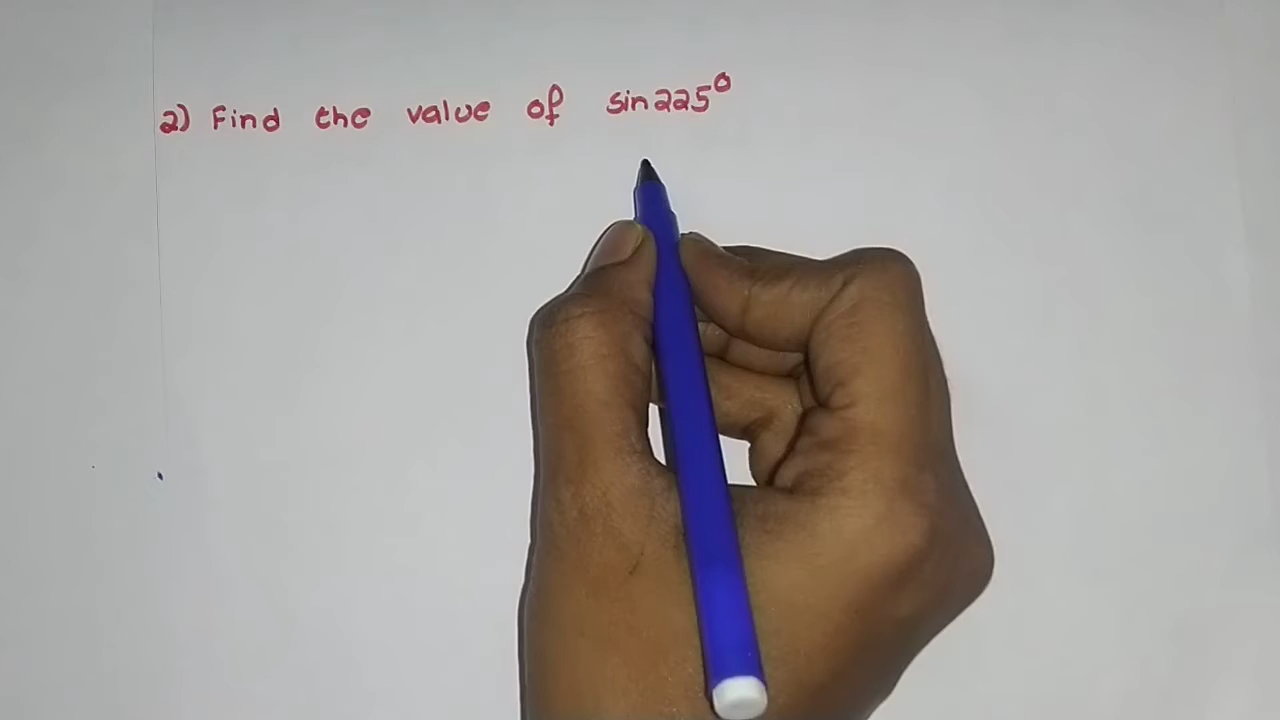 2) Find the value of sin225°